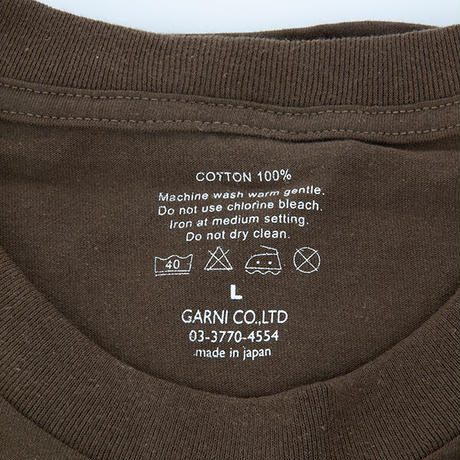 COTTON 100%
Machine wash warm gentle.
Do not use chlorine bleach.
Iron at medium setting.
Do not dry clean.
40
L
GARNI CO.,LTD
03-3770-4554
made in japan